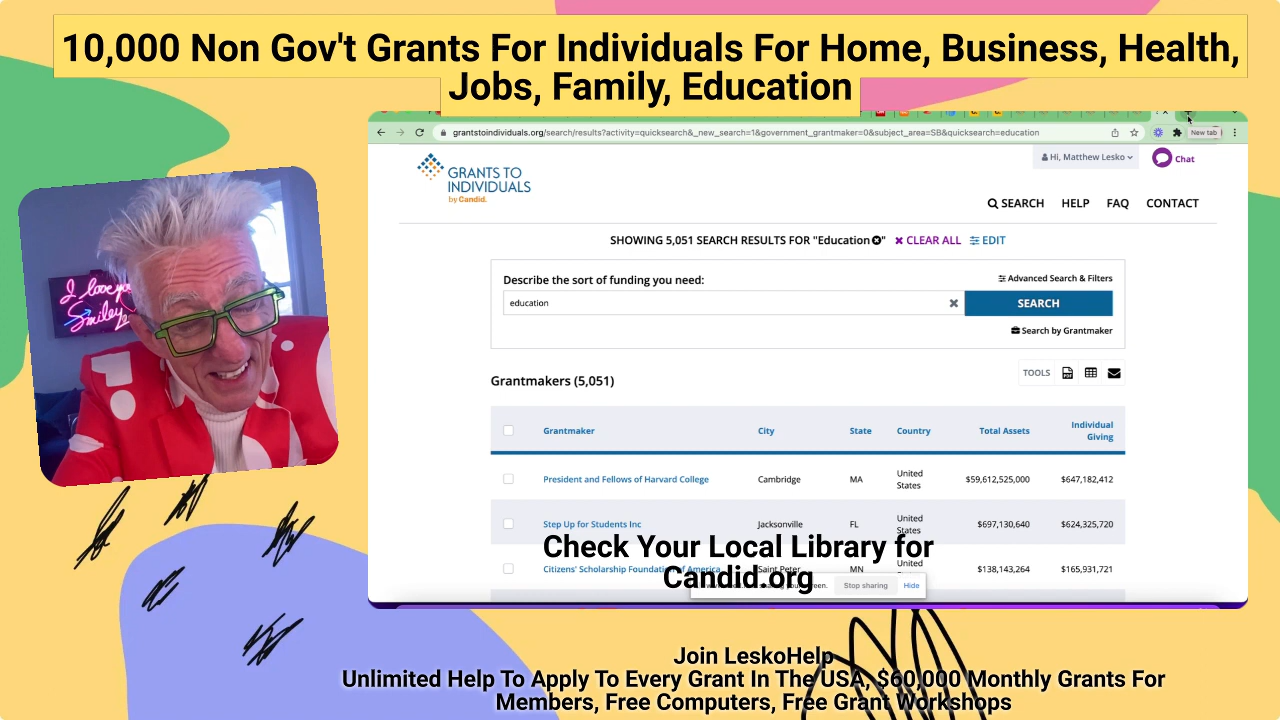 10,000 Non Gov't Grants For Individuals For Home, Business, Health,
Jobs, Family, Education
grantstoindividuals.org/search/results?activity=quicksearch&_new_search=1&government_grantmaker=0&subject_area=SB&quicksearch=education
New tab
GRANTS TO
INDIVIDUALS
by Candid.
Hi, Matthew Lesko
Chat
SEARCH HELP FAQ CONTACT
SHOWING 5,051 SEARCH RESULTS FOR "Education" CLEAR ALL EDIT
Describe the sort of funding you need:
Advanced Search & Filters
education
SEARCH
Search by Grantmaker
Grantmakers (5,051)
TOOLS
Grantmaker City State Country Total Assets Individual
Giving
President and Fellows of Harvard College Cambridge MA United
States $59,612,525,000 $647,182,412
Step Up for Students Inc Jacksonville FL United
States $697,130,640 $624,325,720
Citizens' Scholarship Foundation of America Saint Peter MN United
States $138,143,264 $165,931,721
Check Your Local Library for
Candid.org
Stop sharing Hide
I love you
Smiley
Join LeskoHelp
Unlimited Help To Apply To Every Grant In The USA, $60,000 Monthly Grants For
Members, Free Computers, Free Grant Workshops